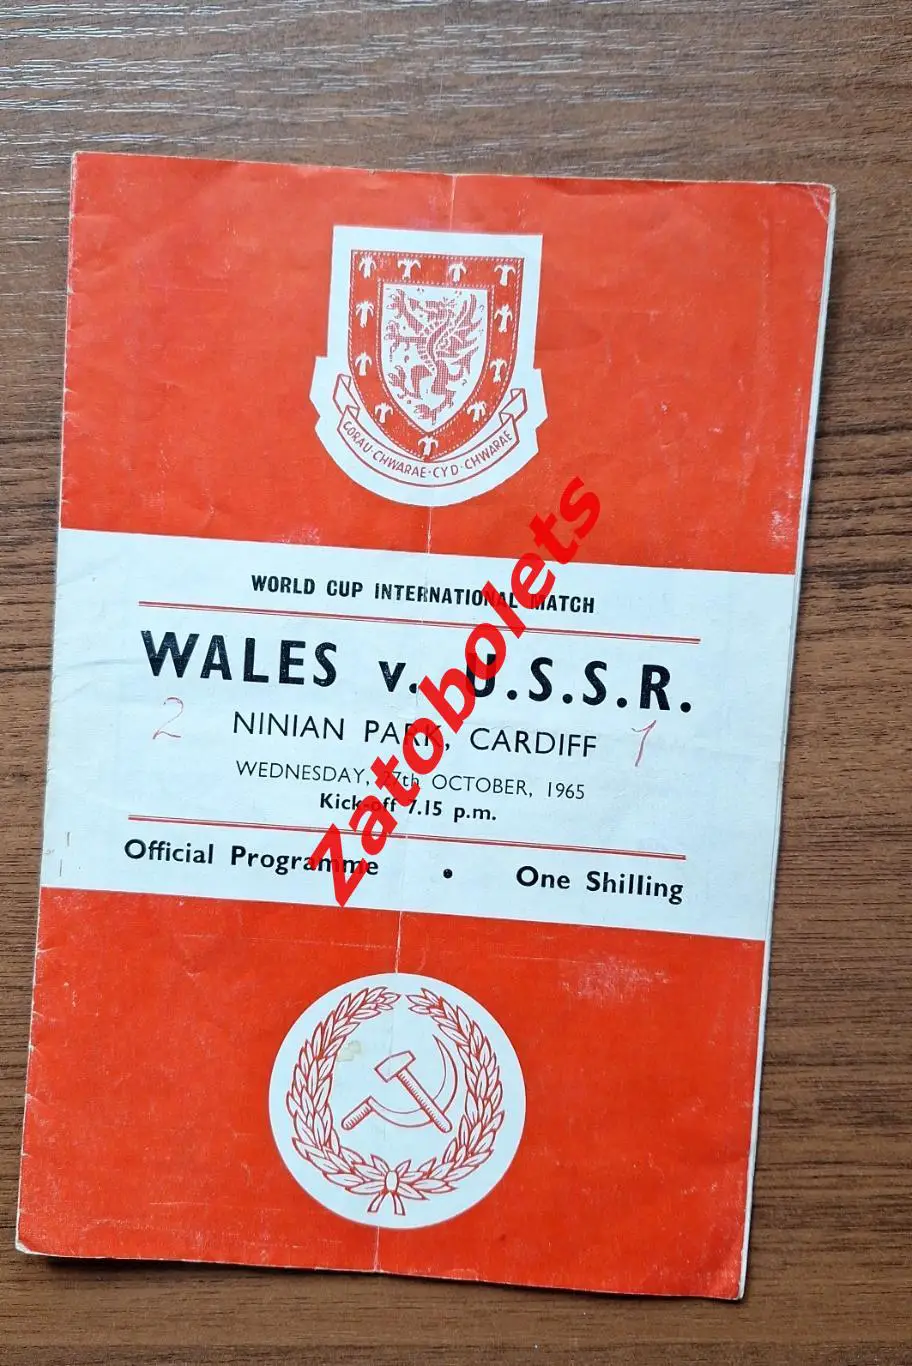 GORAU·CHWARAE·CYD·CHWARAE
WORLD CUP INTERNATIONAL MATCH
WALES v. U.S.S.R.
2 NINIAN PARK, CARDIFF 1
WEDNESDAY, 27th OCTOBER, 1965
Kick-off 7.15 p.m.
Official Programme • One Shilling
Zatobolets